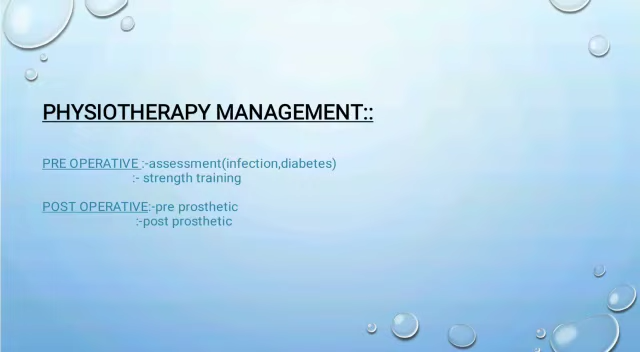 PHYSIOTHERAPY MANAGEMENT::
PRE OPERATIVE :-assessment(infection,diabetes)
:- strength training
POST OPERATIVE:-pre prosthetic
:-post prosthetic